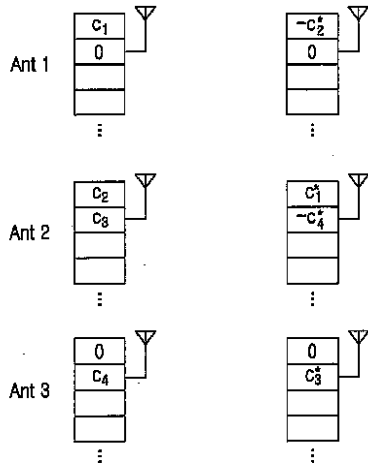 c₁ -c₂*
Ant 1 0 0
c₂ c₁*
Ant 2 c₃ -c₄*
0 0
Ant 3 c₄ c₃*